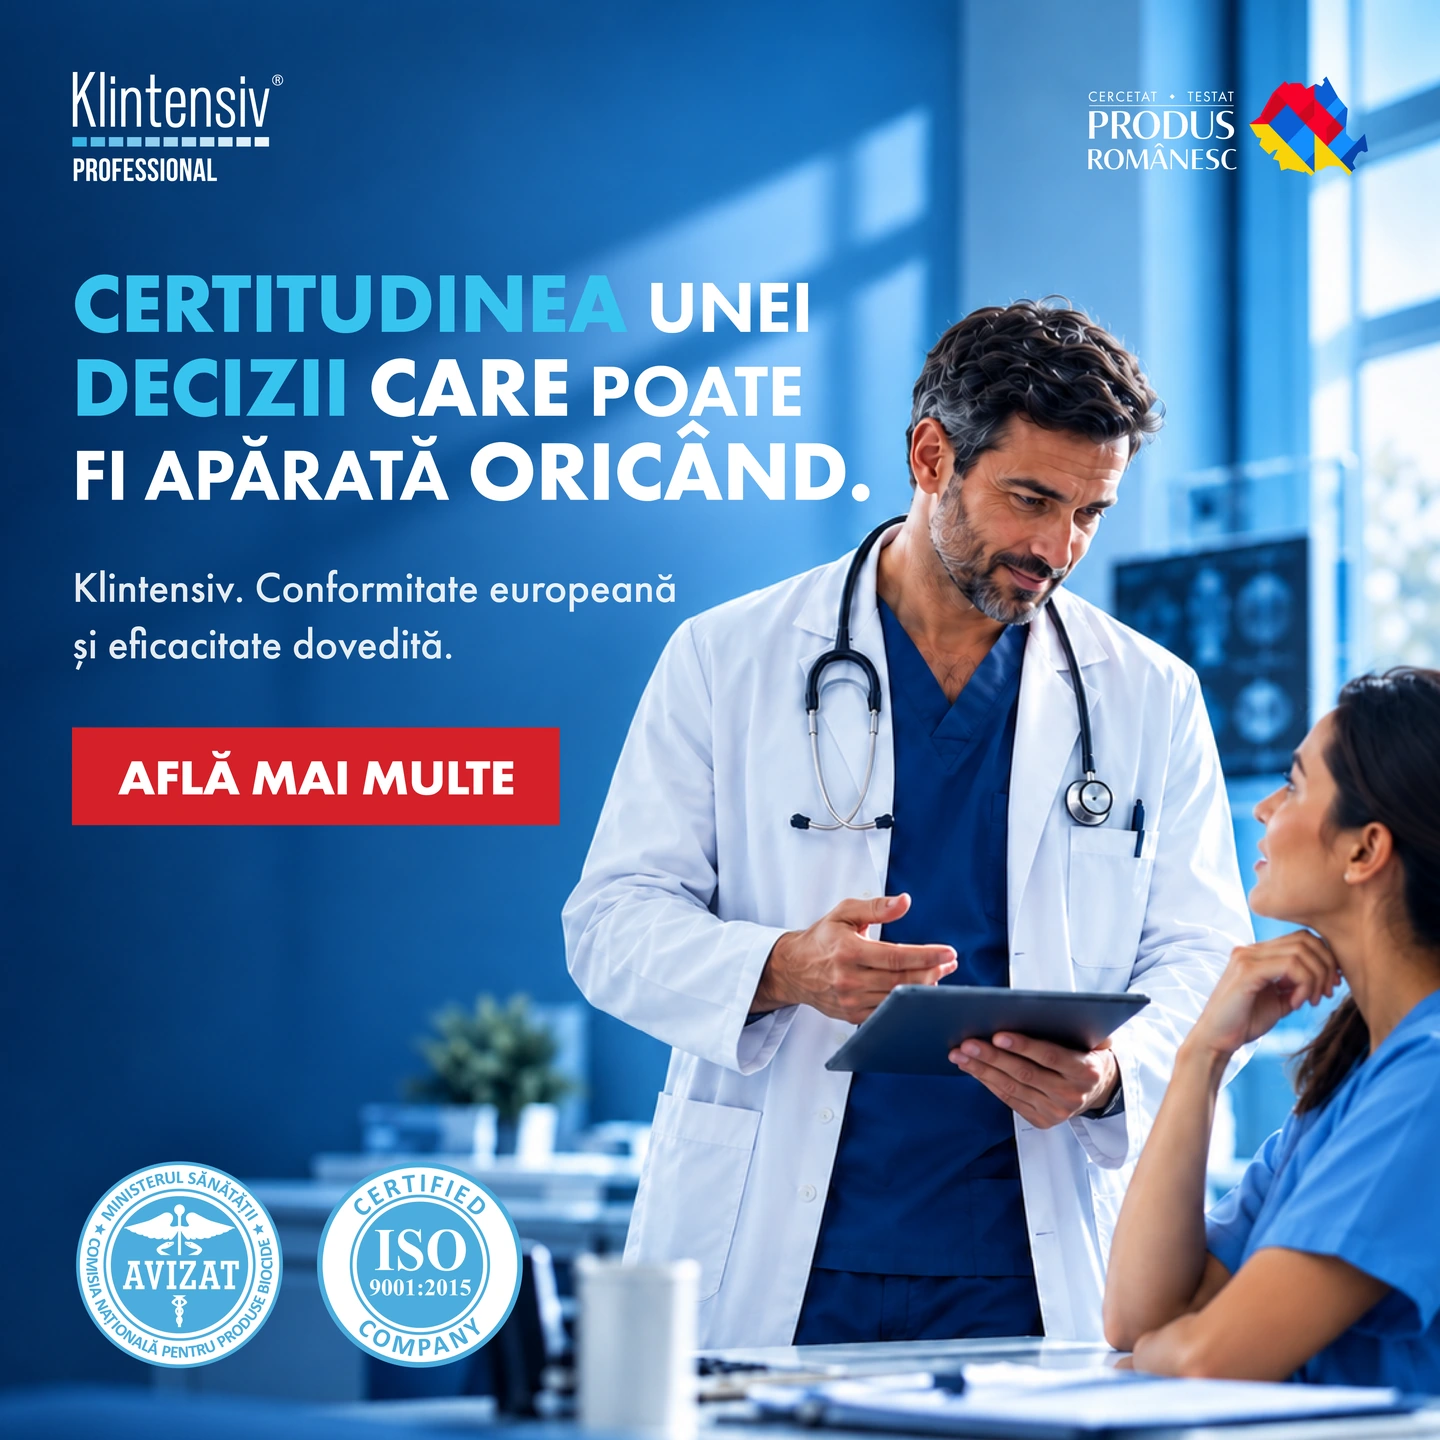 Klintensiv®
PROFESSIONAL
CERCETAT • TESTAT
PRODUS
ROMÂNESC
CERTITUDINEA UNEI
DECIZII CARE POATE
FI APĂRATĂ ORICÂND.
Klintensiv. Conformitate europeană
și eficacitate dovedită.
AFLĂ MAI MULTE
★ MINISTERUL SĂNĂTĂȚII ★
AVIZAT
COMISIA NAȚIONALĂ PENTRU PRODUSE BIOCIDE
CERTIFIED
ISO
9001:2015
COMPANY